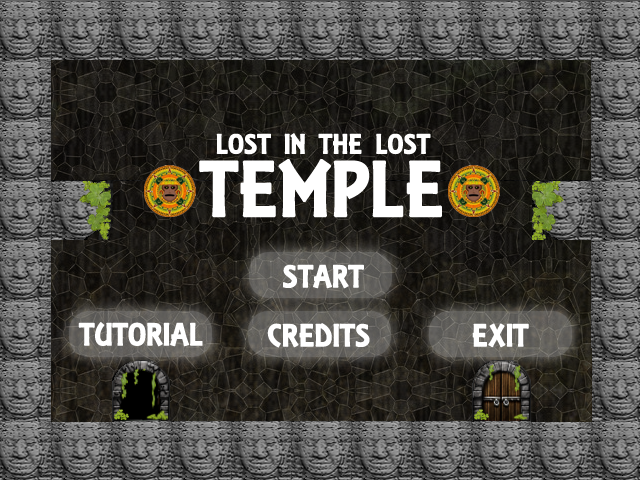 LOST IN THE LOST
TEMPLE
START
TUTORIAL
CREDITS
EXIT